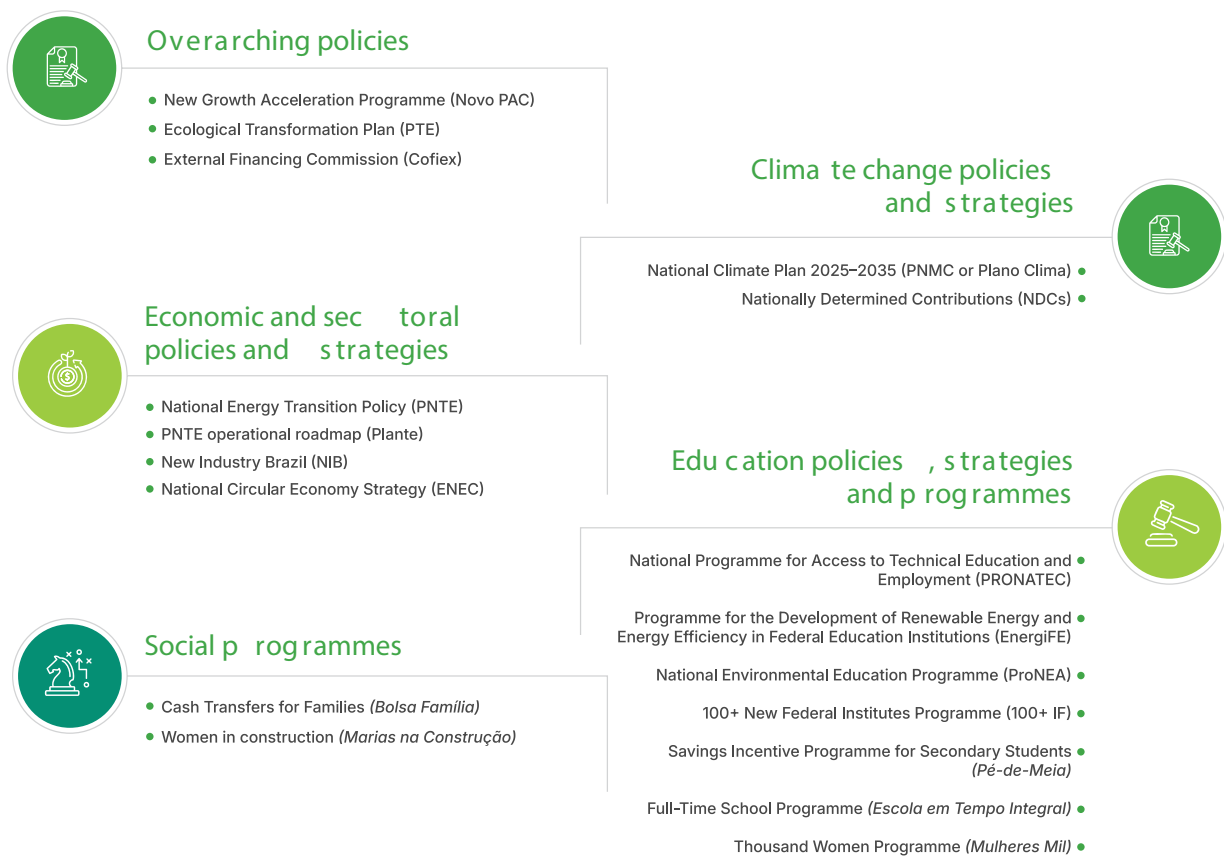 Overarching policies
• New Growth Acceleration Programme (Novo PAC)
• Ecological Transformation Plan (PTE)
• External Financing Commission (Cofiex)
Climate change policies
and strategies
National Climate Plan 2025–2035 (PNMC or Plano Clima) •
Nationally Determined Contributions (NDCs) •
Economic and sectoral
policies and strategies
• National Energy Transition Policy (PNTE)
• PNTE operational roadmap (Plante)
• New Industry Brazil (NIB)
• National Circular Economy Strategy (ENEC)
Education policies, strategies
and programmes
National Programme for Access to Technical Education and •
Employment (PRONATEC)
Programme for the Development of Renewable Energy and •
Energy Efficiency in Federal Education Institutions (EnergiFE)
National Environmental Education Programme (ProNEA) •
100+ New Federal Institutes Programme (100+ IF) •
Savings Incentive Programme for Secondary Students •
(Pé-de-Meia)
Full-Time School Programme (Escola em Tempo Integral) •
Thousand Women Programme (Mulheres Mil) •
Social programmes
• Cash Transfers for Families (Bolsa Família)
• Women in construction (Marias na Construção)